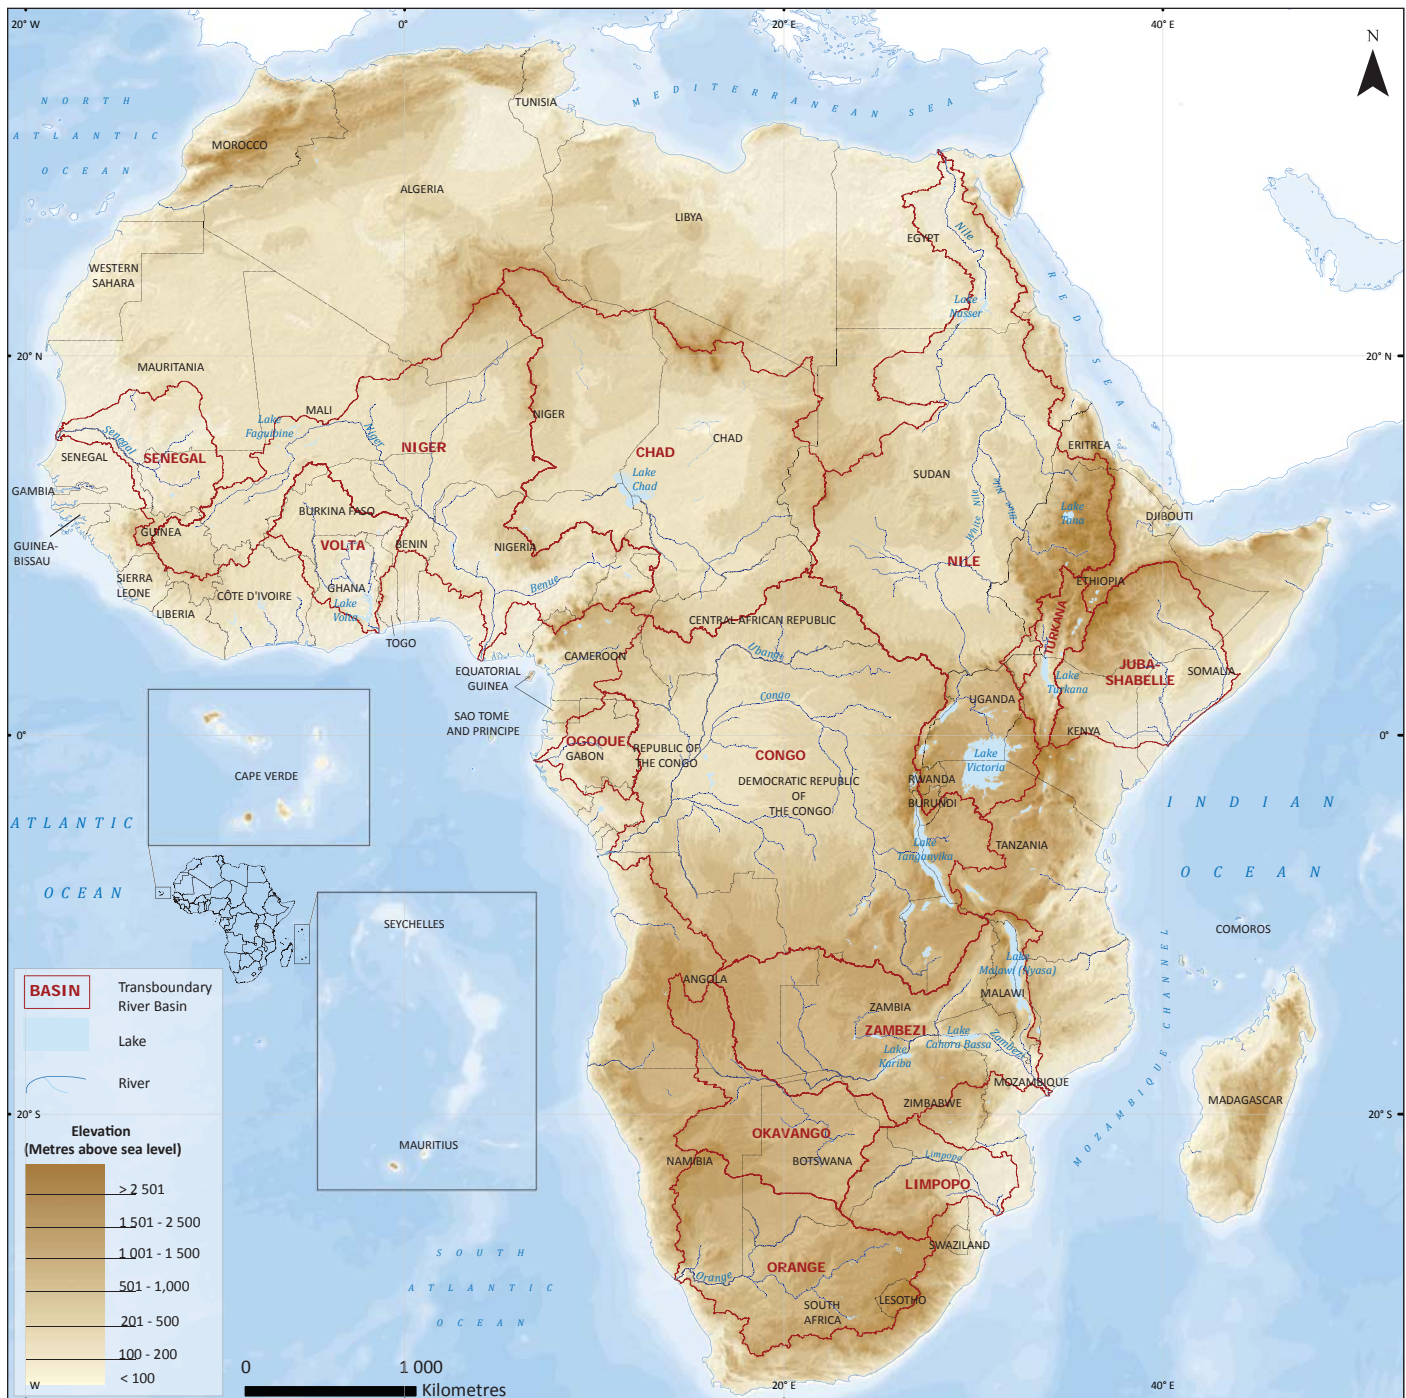 20° W
0°
20° E
40° E
N
NORTH
ATLANTIC
OCEAN
MEDITERRANEAN SEA
TUNISIA
MOROCCO
ALGERIA
LIBYA
EGYPT
Nile
WESTERN
SAHARA
Lake
Nasser
RED SEA
20° N
20° N
MAURITANIA
MALI
NIGER
CHAD
Lake
Faguibine
Niger
Senegal
SENEGAL
SENEGAL
NIGER
CHAD
Lake
Chad
SUDAN
ERITREA
GAMBIA
White Nile
Blue Nile
Lake
Tana
DJIBOUTI
BURKINA FASO
GUINEA
GUINEA-
BISSAU
VOLTA
BENIN
NIGERIA
NILE
SIERRA
LEONE
CÔTE D'IVOIRE
GHANA
Lake
Volta
Benue
ETHIOPIA
LIBERIA
TOGO
CENTRAL AFRICAN REPUBLIC
TURKANA
EQUATORIAL
GUINEA
CAMEROON
Ubangi
JUBA-
SHABELLE
SOMALIA
Lake
Turkana
UGANDA
Congo
SAO TOME
AND PRINCIPE
KENYA
0°
0°
OGOOUE
GABON
REPUBLIC OF
THE CONGO
CONGO
Lake
Victoria
CAPE VERDE
DEMOCRATIC REPUBLIC
OF
THE CONGO
RWANDA
BURUNDI
INDIAN
OCEAN
ATLANTIC
OCEAN
Lake
Tanganyika
TANZANIA
SEYCHELLES
COMOROS
Lake
Malawi (Nyasa)
ANGOLA
MALAWI
ZAMBIA
ZAMBEZI
Lake
Cahora Bassa
Zambezi
Lake
Kariba
MOZAMBIQUE CHANNEL
MOZAMBIQUE
ZIMBABWE
MADAGASCAR
20° S
20° S
OKAVANGO
NAMIBIA
BOTSWANA
Limpopo
LIMPOPO
MAURITIUS
SWAZILAND
SOUTH
ATLANTIC
OCEAN
ORANGE
Orange
SOUTH
AFRICA
LESOTHO
BASIN
Transboundary
River Basin
Lake
River
Elevation
(Metres above sea level)
> 2 501
1 501 - 2 500
1 001 - 1 500
501 - 1,000
201 - 500
100 - 200
< 100
W
0
1 000
Kilometres
20° E
40° E